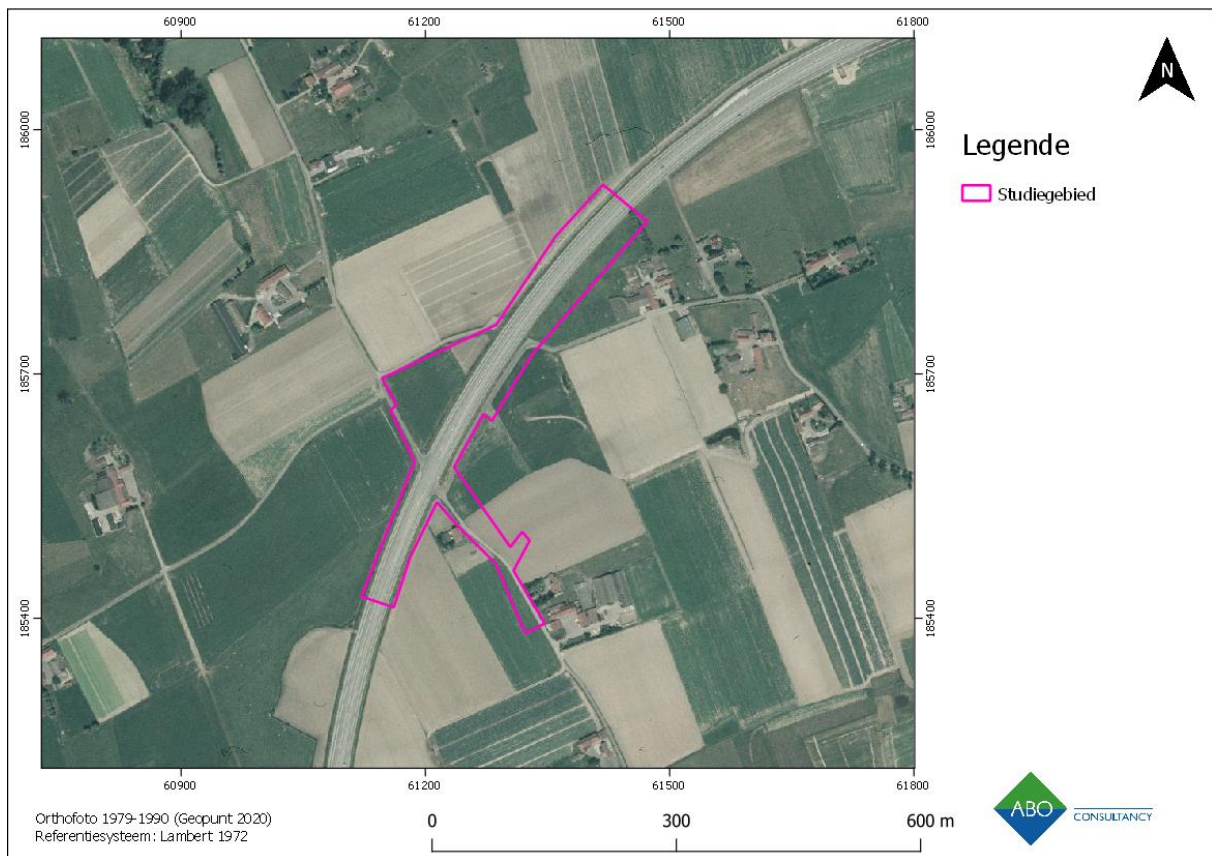 60900 61200 61500 61800
186000 186000
185700 185700
185400 185400
60900 61200 61500 61800
N
Legende
Studiegebied
Orthofoto 1979-1990 (Geopunt 2020)
Referentiesysteem: Lambert 1972
0 300 600 m
ABO CONSULTANCY